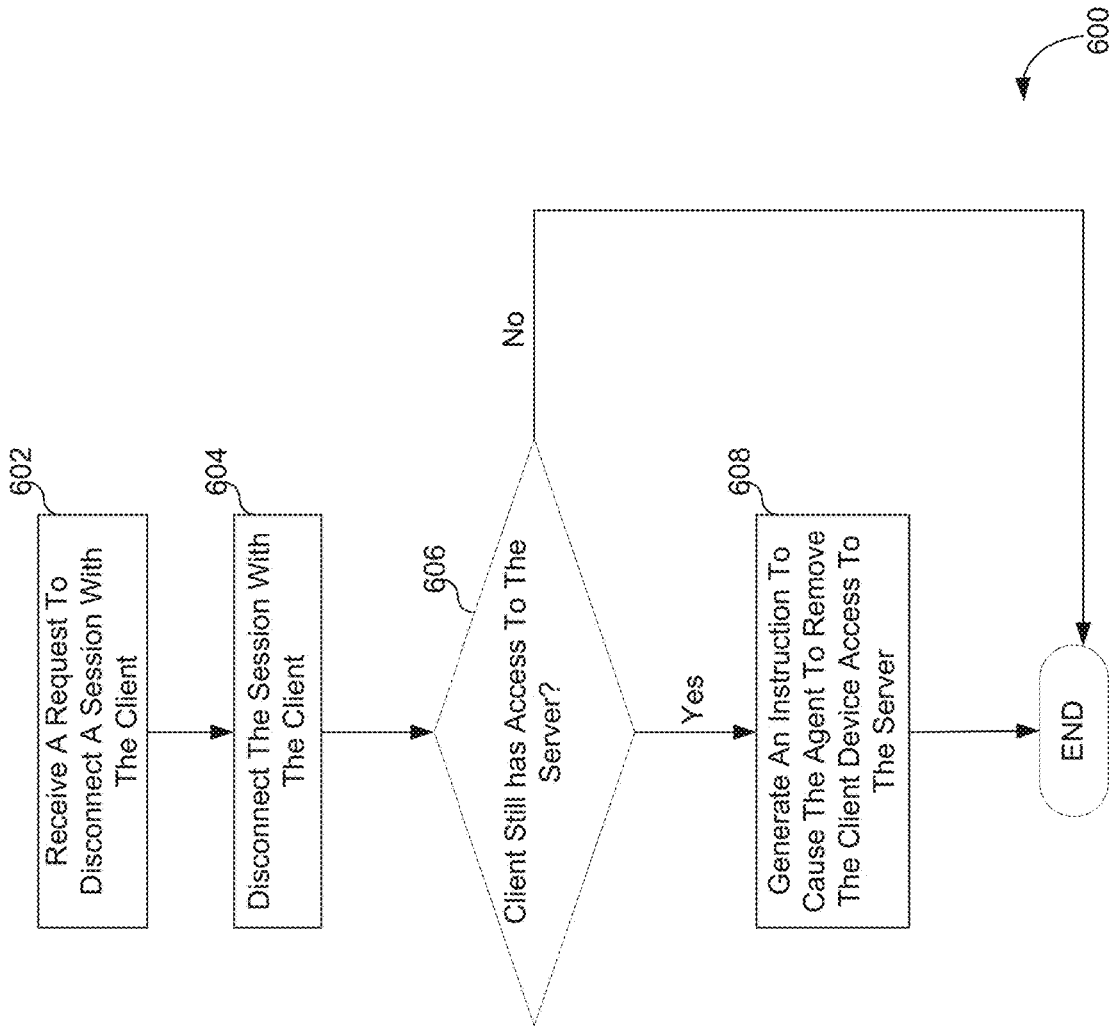 602
Receive A Request To
Disconnect A Session With
The Client
604
Disconnect The Session With
The Client
606
Client Still has Access To The
Server?
No
Yes
608
Generate An Instruction To
Cause The Agent To Remove
The Client Device Access To
The Server
END
600